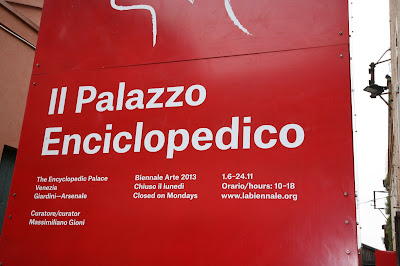 Il Palazzo
Enciclopedico
The Encyclopedic Palace
Venezia
Giardini—Arsenale
Curatore/curator
Massimiliano Gioni
Biennale Arte 2013
Chiuso il lunedì
Closed on Mondays
1.6–24.11
Orario/hours: 10–18
www.labiennale.org